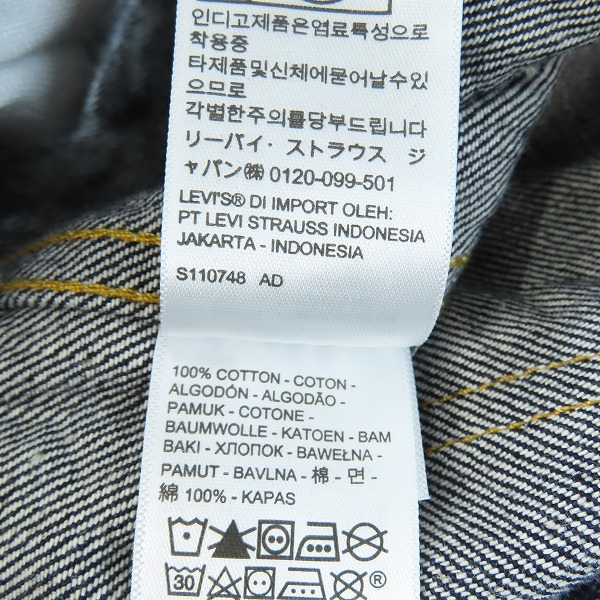 인디고제품은염료특성으로
착용중
타제품및신체에묻어날수있
으므로
각별한주의를당부드립니다
リーバイ・ストラウス ジ
ャパン㈱ 0120-099-501
LEVI'S® DI IMPORT OLEH:
PT LEVI STRAUSS INDONESIA
JAKARTA - INDONESIA
S110748 AD
100% COTTON - COTON -
ALGODÓN - ALGODÃO -
PAMUK - COTONE -
BAUMWOLLE - KATOEN - BAM
BAKI - ХЛОПОК - BAWEŁNA -
PAMUT - BAVLNA - 棉 - 면 -
綿 100% - KAPAS
30 ®